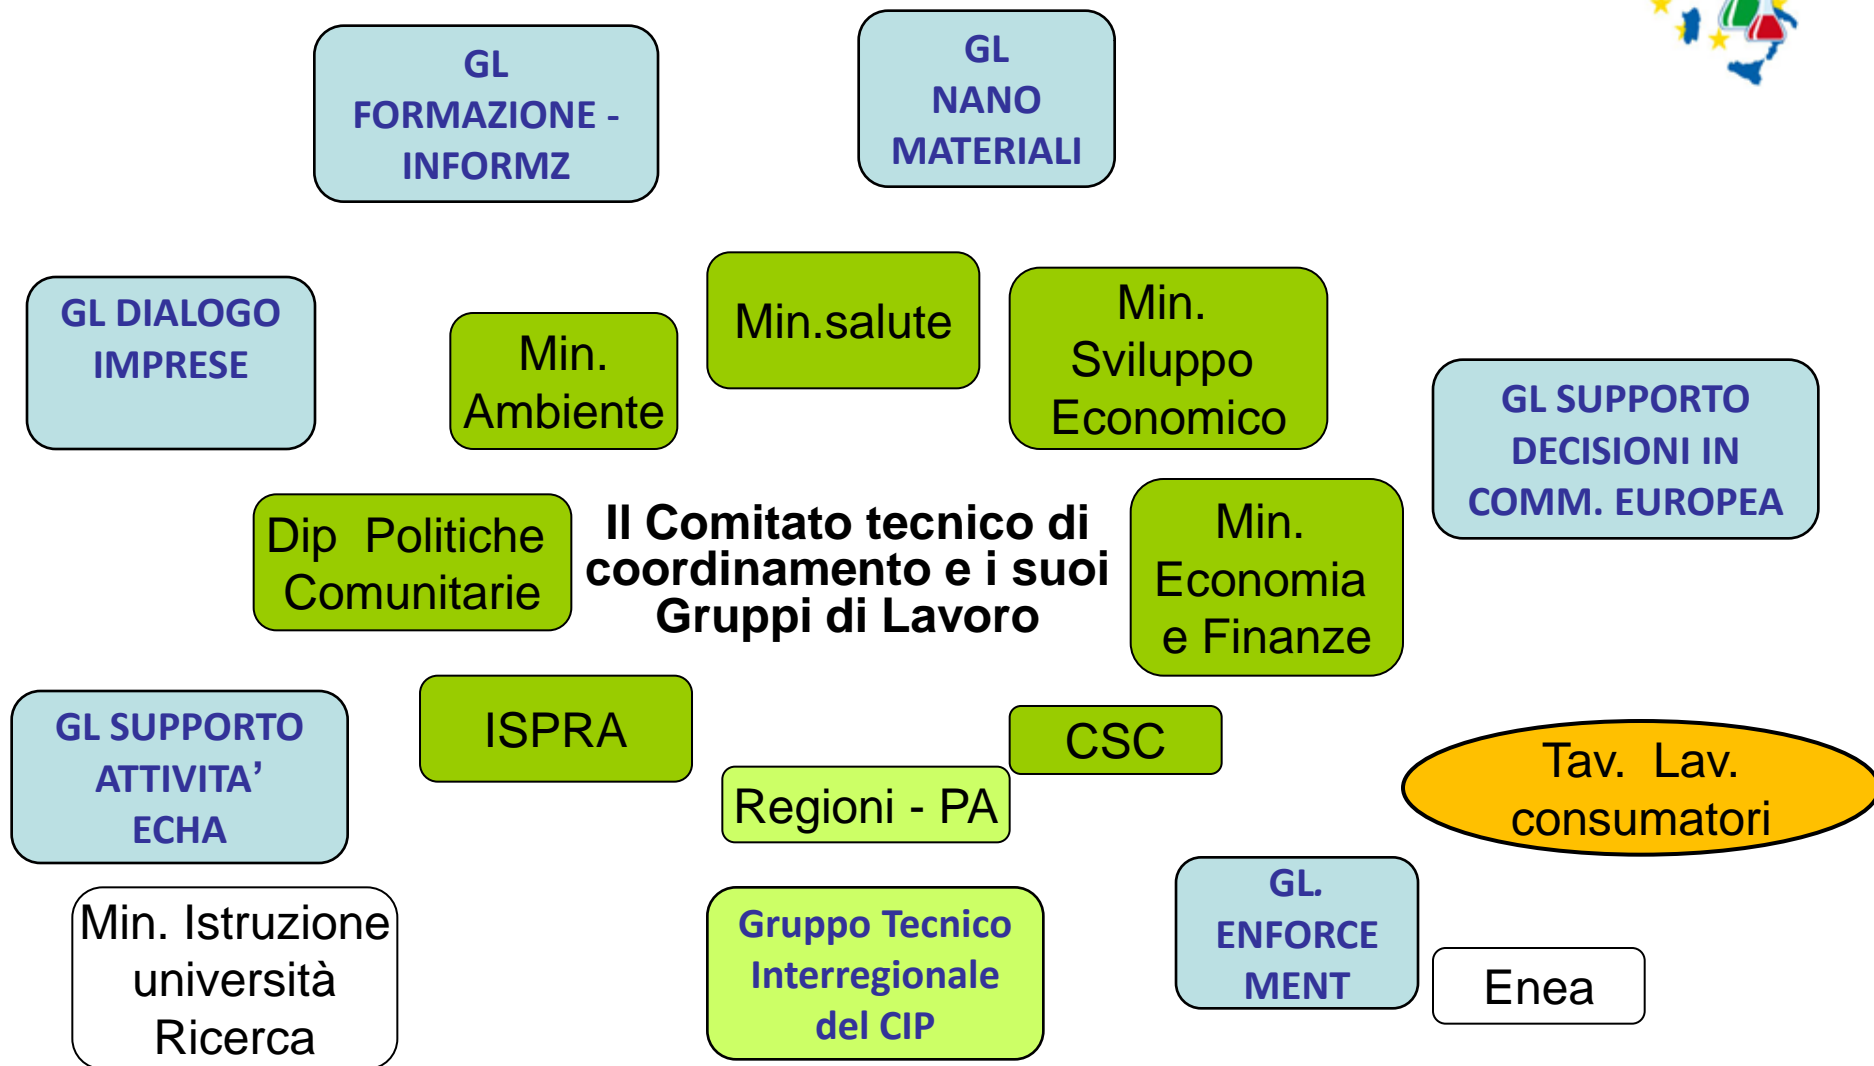 GL
FORMAZIONE -
INFORMZ
GL
NANO
MATERIALI
GL DIALOGO
IMPRESE
Min.
Ambiente
Min.salute
Min.
Sviluppo
Economico
GL SUPPORTO
DECISIONI IN
COMM. EUROPEA
Dip Politiche
Comunitarie
Il Comitato tecnico di
coordinamento e i suoi
Gruppi di Lavoro
Min.
Economia
e Finanze
GL SUPPORTO
ATTIVITA’
ECHA
ISPRA
CSC
Regioni - PA
Tav. Lav.
consumatori
Min. Istruzione
università
Ricerca
Gruppo Tecnico
Interregionale
del CIP
GL.
ENFORCE
MENT
Enea